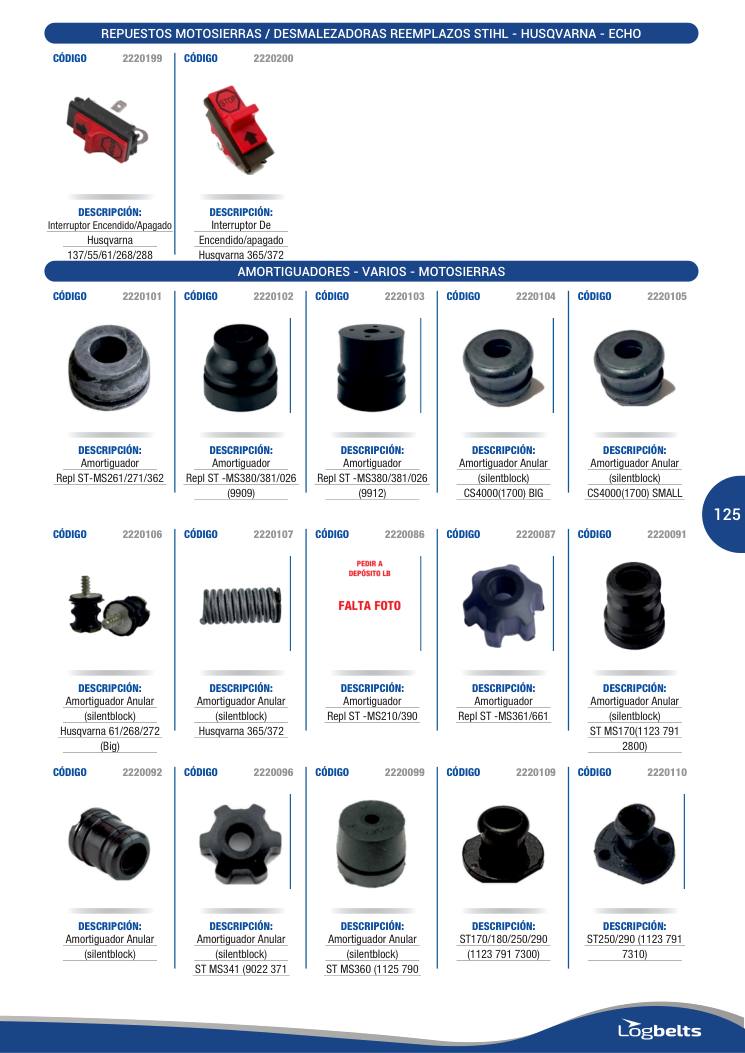 REPUESTOS MOTOSIERRAS / DESMALEZADORAS REEMPLAZOS STIHL - HUSQVARNA - ECHO
CÓDIGO 2220199
STOP
DESCRIPCIÓN:
Interruptor Encendido/Apagado
Husqvarna
137/55/61/268/288
CÓDIGO 2220200
STOP
DESCRIPCIÓN:
Interruptor De
Encendido/apagado
Husqvarna 365/372
AMORTIGUADORES - VARIOS - MOTOSIERRAS
CÓDIGO 2220101
DESCRIPCIÓN:
Amortiguador
Repl ST-MS261/271/362
CÓDIGO 2220102
DESCRIPCIÓN:
Amortiguador
Repl ST -MS380/381/026
(9909)
CÓDIGO 2220103
DESCRIPCIÓN:
Amortiguador
Repl ST -MS380/381/026
(9912)
CÓDIGO 2220104
DESCRIPCIÓN:
Amortiguador Anular
(silentblock)
CS4000(1700) BIG
CÓDIGO 2220105
DESCRIPCIÓN:
Amortiguador Anular
(silentblock)
CS4000(1700) SMALL
125
CÓDIGO 2220106
DESCRIPCIÓN:
Amortiguador Anular
(silentblock)
Husqvarna 61/268/272
(Big)
CÓDIGO 2220107
DESCRIPCIÓN:
Amortiguador Anular
(silentblock)
Husqvarna 365/372
CÓDIGO 2220086
PEDIR A
DEPÓSITO LB
FALTA FOTO
DESCRIPCIÓN:
Amortiguador
Repl ST -MS210/390
CÓDIGO 2220087
DESCRIPCIÓN:
Amortiguador
Repl ST -MS361/661
CÓDIGO 2220091
DESCRIPCIÓN:
Amortiguador Anular
(silentblock)
ST MS170(1123 791
2800)
CÓDIGO 2220092
DESCRIPCIÓN:
Amortiguador Anular
(silentblock)
CÓDIGO 2220096
DESCRIPCIÓN:
Amortiguador Anular
(silentblock)
ST MS341 (9022 371
CÓDIGO 2220099
DESCRIPCIÓN:
Amortiguador Anular
(silentblock)
ST MS360 (1125 790
CÓDIGO 2220109
DESCRIPCIÓN:
ST170/180/250/290
(1123 791 7300)
CÓDIGO 2220110
DESCRIPCIÓN:
ST250/290 (1123 791
7310)
Logbelts